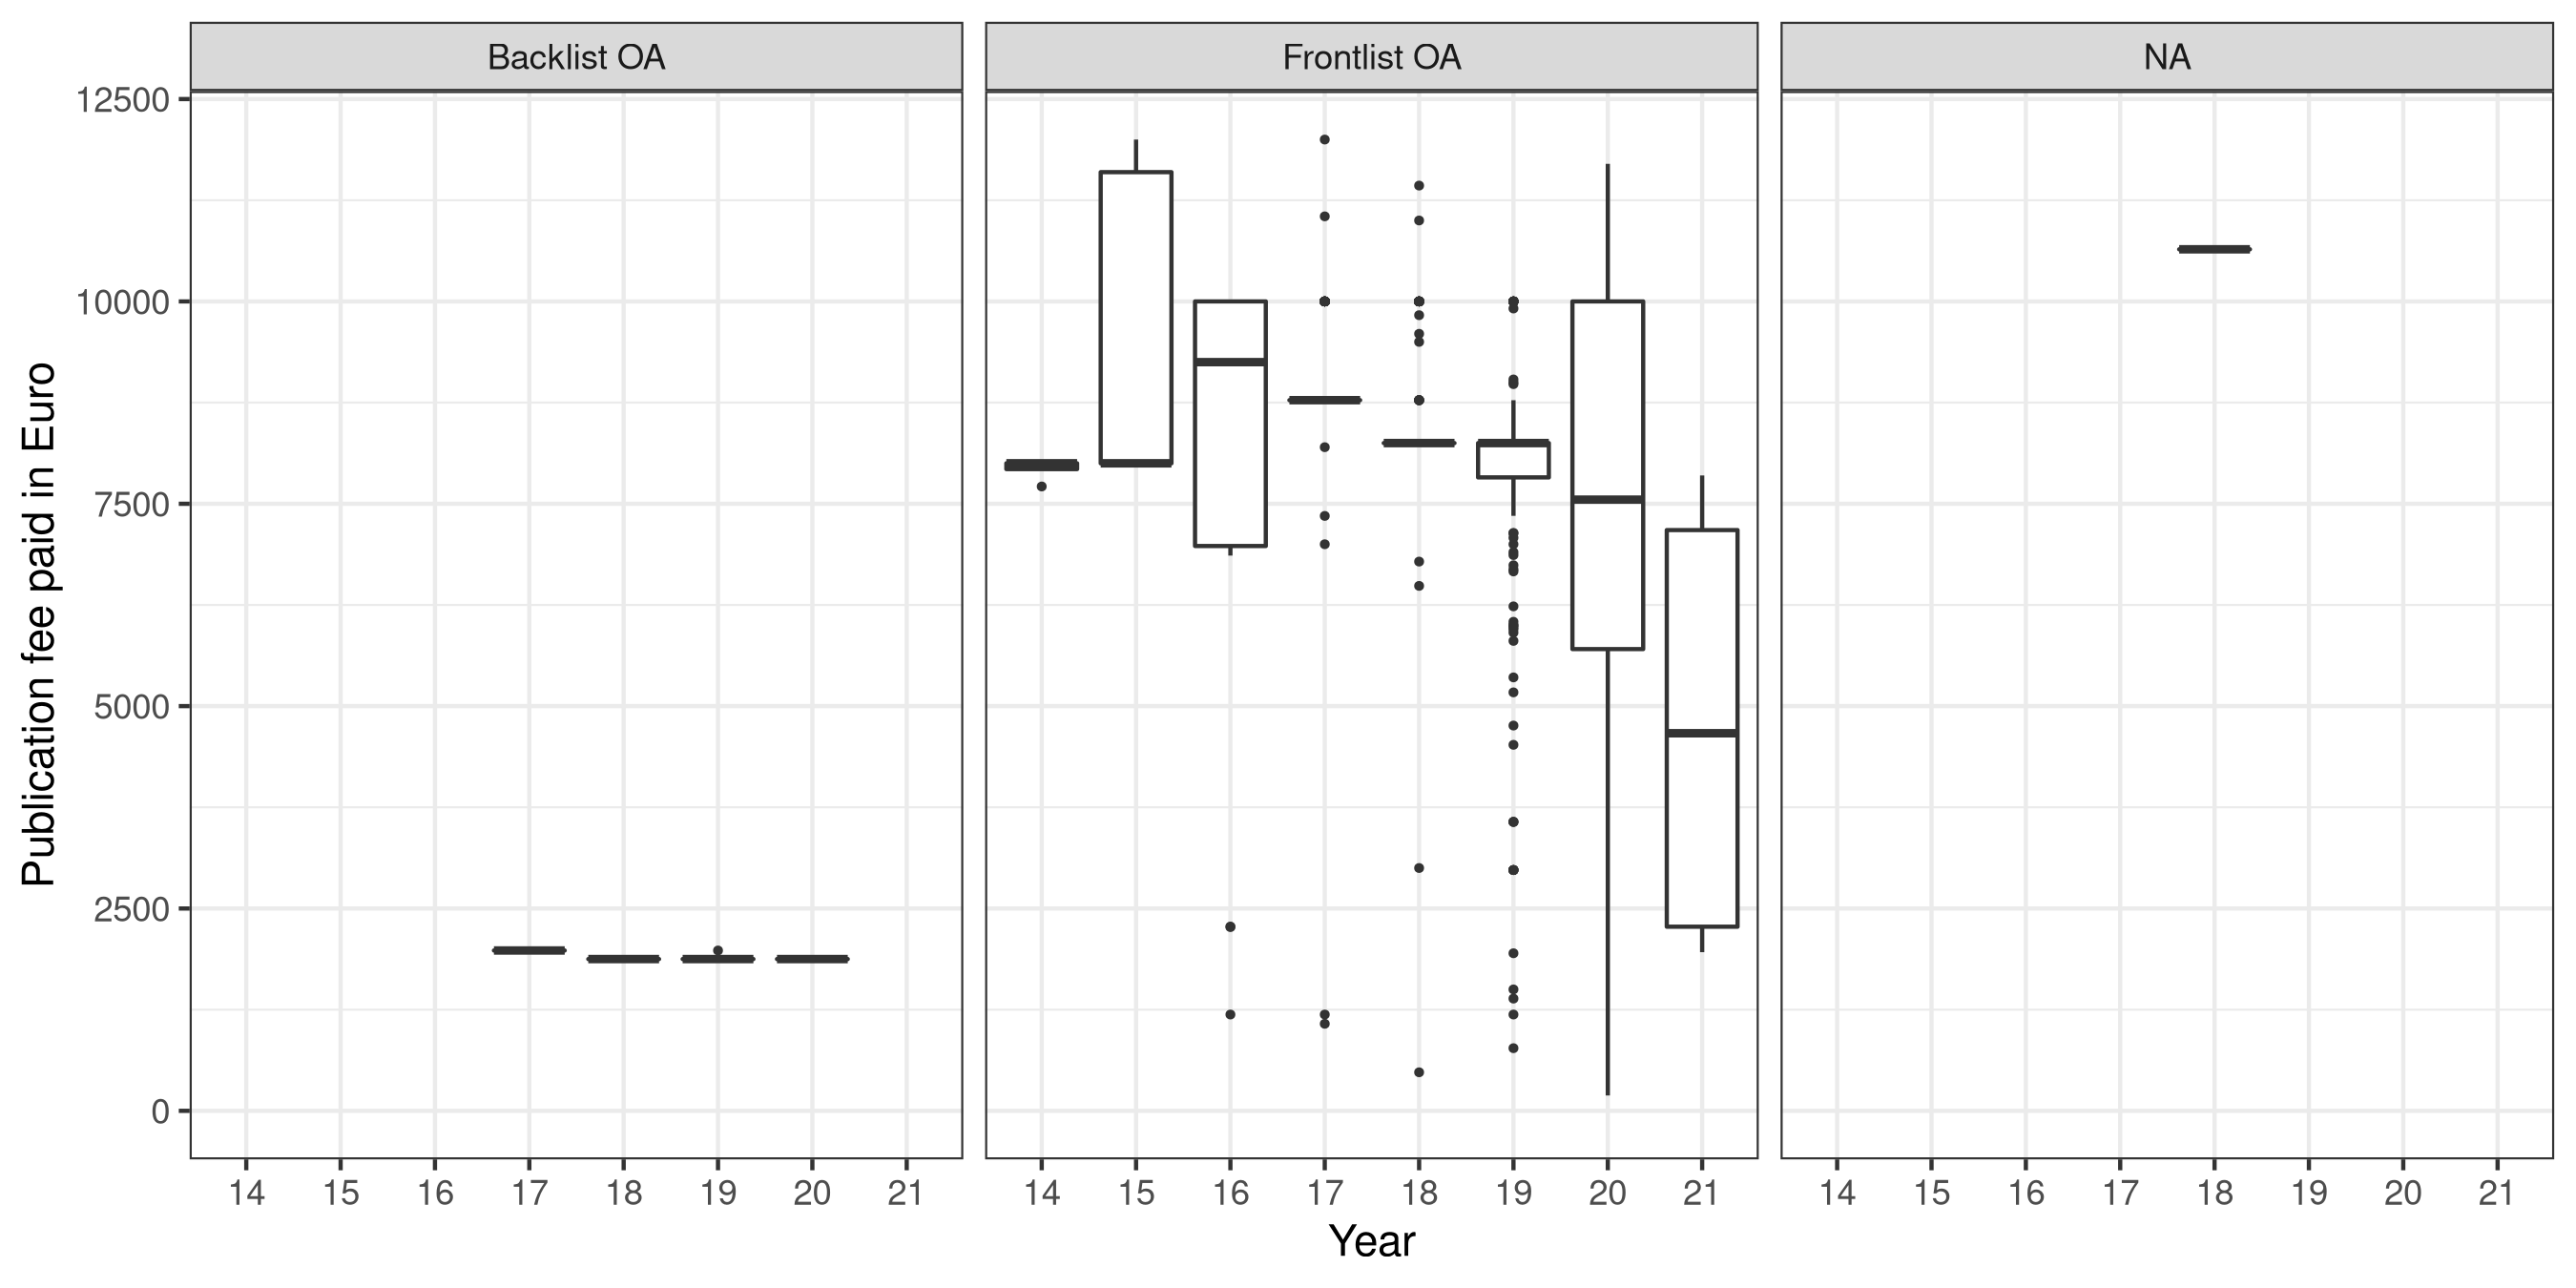 Backlist OA
Frontlist OA
NA
12500
10000
7500
5000
2500
0
Publication fee paid in Euro
14 15 16 17 18 19 20 21
14 15 16 17 18 19 20 21
14 15 16 17 18 19 20 21
Year